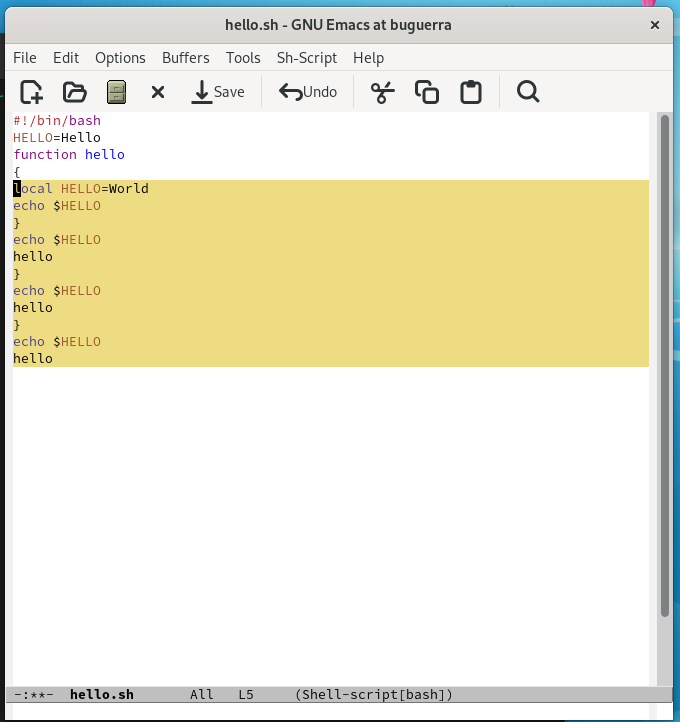 hello.sh - GNU Emacs at buguerra ×
File Edit Options Buffers Tools Sh-Script Help
Save Undo
#!/bin/bash
HELLO=Hello
function hello
{
local HELLO=World
echo $HELLO
}
echo $HELLO
hello
}
echo $HELLO
hello
}
echo $HELLO
hello
-:**- hello.sh All L5 (Shell-script[bash])